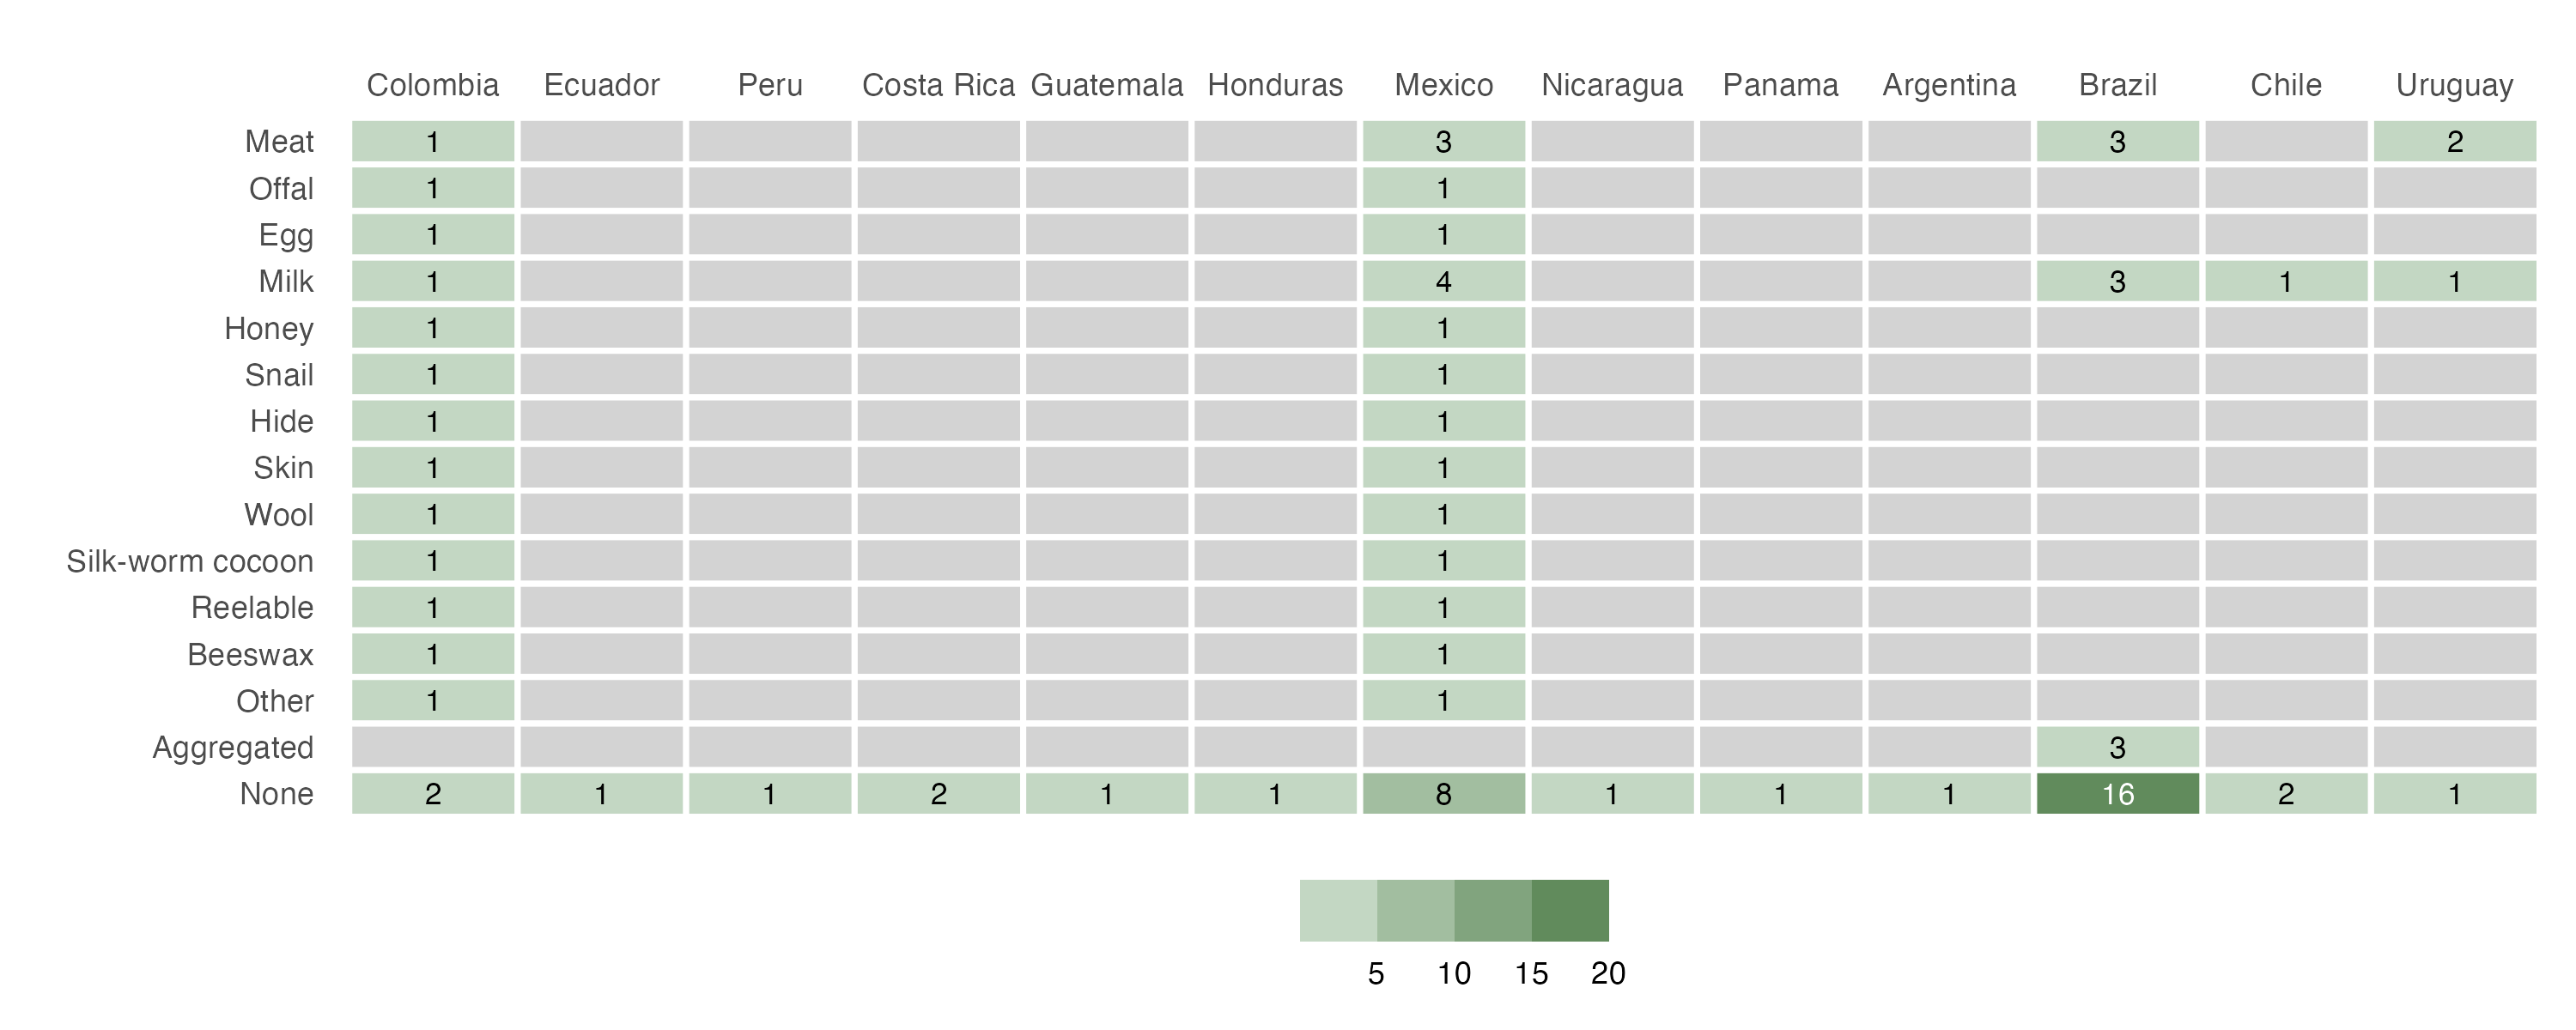 Colombia Ecuador Peru Costa Rica Guatemala Honduras Mexico Nicaragua Panama Argentina Brazil Chile Uruguay
Meat 1 3 3 2
Offal 1 1
Egg 1 1
Milk 1 4 3 1 1
Honey 1 1
Snail 1 1
Hide 1 1
Skin 1 1
Wool 1 1
Silk-worm cocoon 1 1
Reelable 1 1
Beeswax 1 1
Other 1 1
Aggregated 3
None 2 1 1 2 1 1 8 1 1 1 16 2 1
5 10 15 20